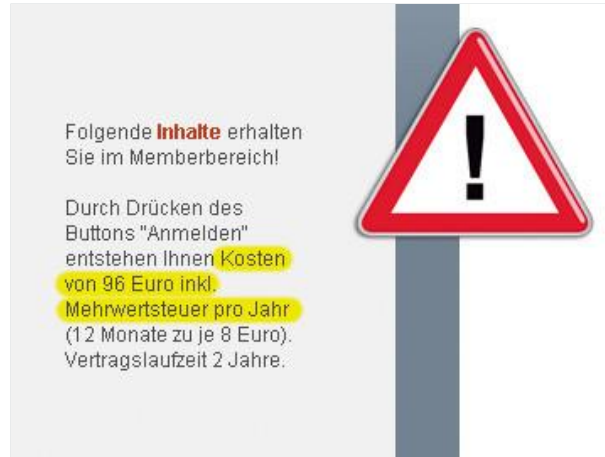 Folgende Inhalte erhalten
Sie im Memberbereich!
Durch Drücken des
Buttons "Anmelden"
entstehen Ihnen Kosten
von 96 Euro inkl.
Mehrwertsteuer pro Jahr
(12 Monate zu je 8 Euro).
Vertragslaufzeit 2 Jahre.
!